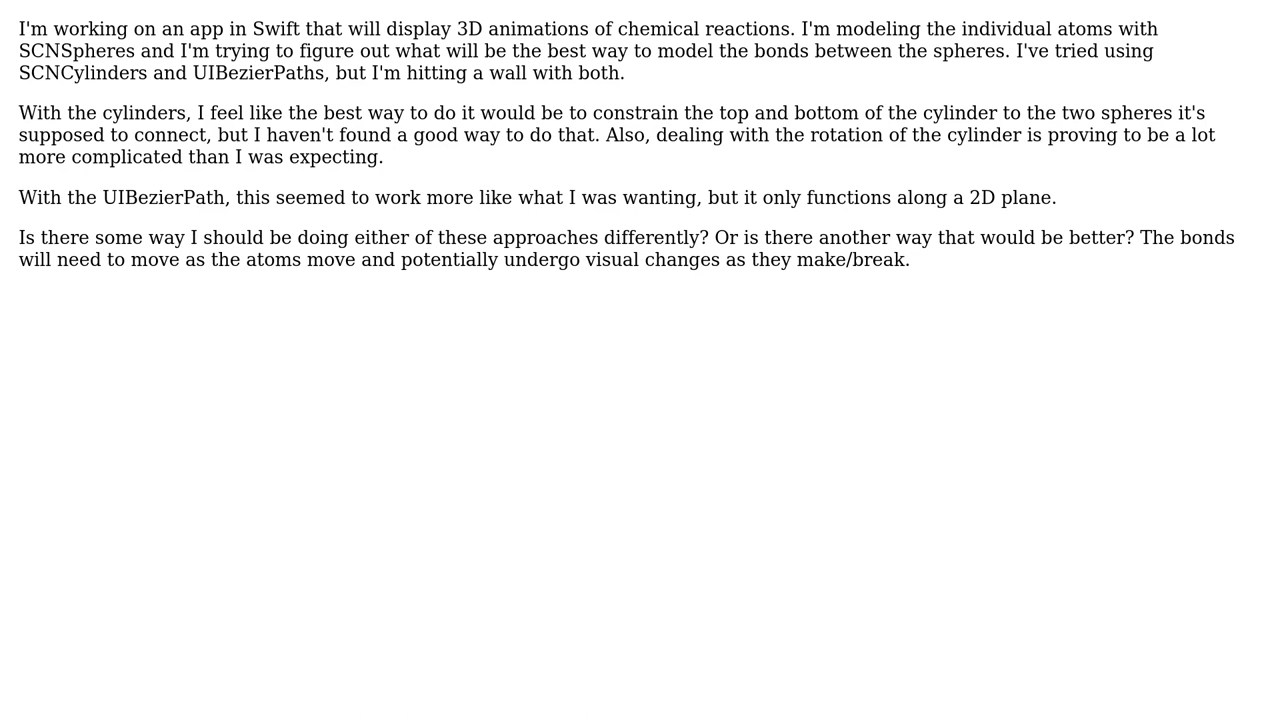 I'm working on an app in Swift that will display 3D animations of chemical reactions. I'm modeling the individual atoms with
SCNSpheres and I'm trying to figure out what will be the best way to model the bonds between the spheres. I've tried using
SCNCylinders and UIBezierPaths, but I'm hitting a wall with both.
With the cylinders, I feel like the best way to do it would be to constrain the top and bottom of the cylinder to the two spheres it's
supposed to connect, but I haven't found a good way to do that. Also, dealing with the rotation of the cylinder is proving to be a lot
more complicated than I was expecting.
With the UIBezierPath, this seemed to work more like what I was wanting, but it only functions along a 2D plane.
Is there some way I should be doing either of these approaches differently? Or is there another way that would be better? The bonds
will need to move as the atoms move and potentially undergo visual changes as they make/break.